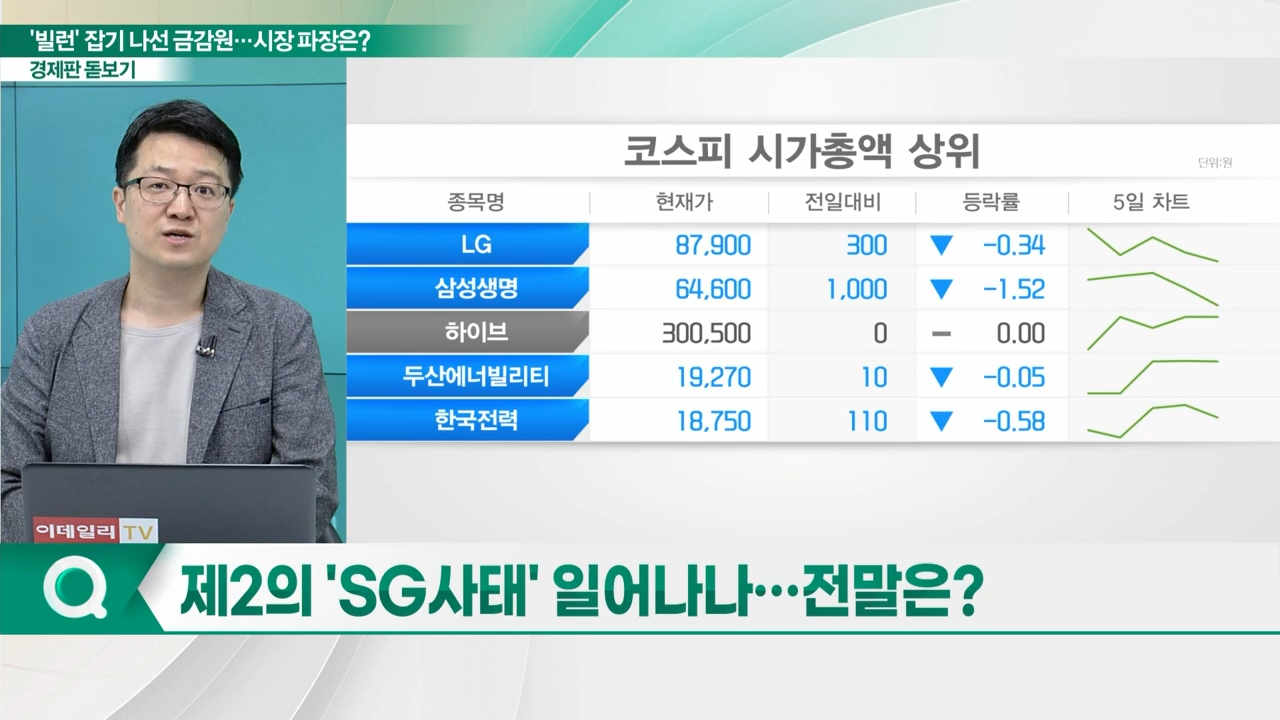 '빌런' 잡기 나선 금감원…시장 파장은?
경제판 돋보기
코스피 시가총액 상위
단위:원
종목명 현재가 전일대비 등락률 5일 차트
LG 87,900 300 ▼ -0.34
삼성생명 64,600 1,000 ▼ -1.52
하이브 300,500 0 - 0.00
두산에너빌리티 19,270 10 ▼ -0.05
한국전력 18,750 110 ▼ -0.58
이데일리 TV
제2의 'SG사태' 일어나나…전말은?